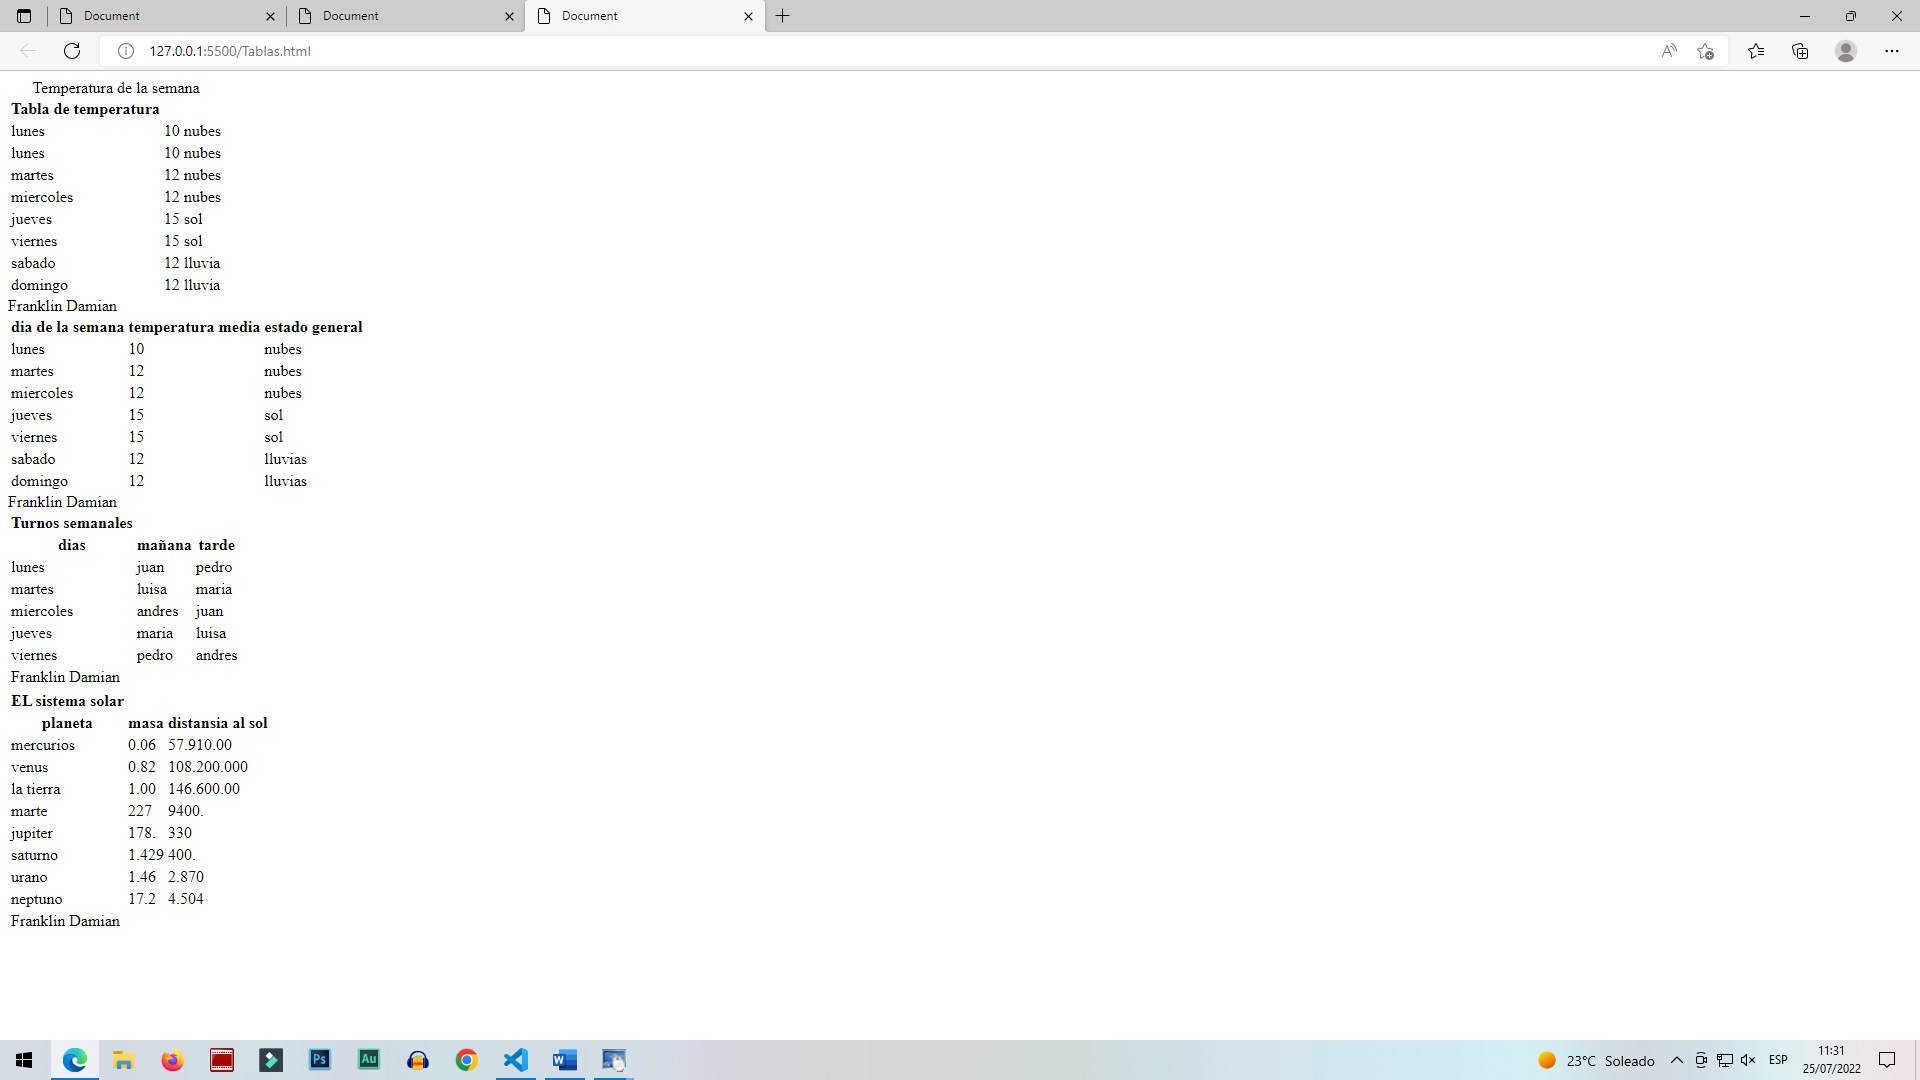 Document Document Document
127.0.0.1:5500/Tablas.html
Temperatura de la semana
Tabla de temperatura
lunes 10 nubes
lunes 10 nubes
martes 12 nubes
miercoles 12 nubes
jueves 15 sol
viernes 15 sol
sabado 12 lluvia
domingo 12 lluvia
Franklin Damian
dia de la semana temperatura media estado general
lunes 10 nubes
martes 12 nubes
miercoles 12 nubes
jueves 15 sol
viernes 15 sol
sabado 12 lluvias
domingo 12 lluvias
Franklin Damian
Turnos semanales
dias mañana tarde
lunes juan pedro
martes luisa maria
miercoles andres juan
jueves maria luisa
viernes pedro andres
Franklin Damian
EL sistema solar
planeta masa distansia al sol
mercurios 0.06 57.910.00
venus 0.82 108.200.000
la tierra 1.00 146.600.00
marte 227 9400.
jupiter 178. 330
saturno 1.429 400.
urano 1.46 2.870
neptuno 17.2 4.504
Franklin Damian
Ps Au W 23°C Soleado ESP 11:31
25/07/2022